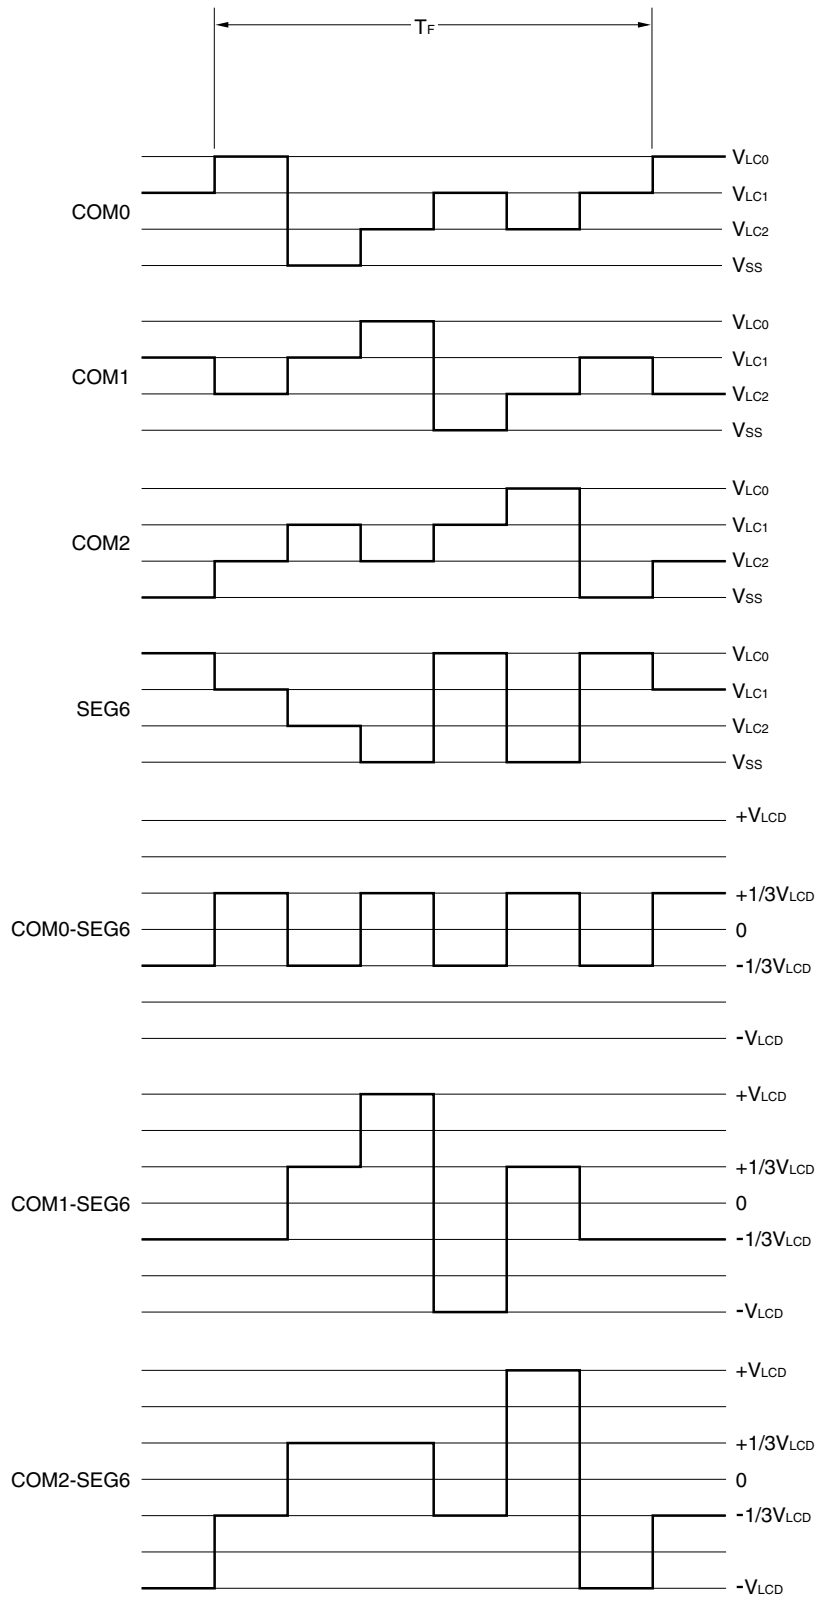 TF
VLC0
VLC1
COM0
VLC2
VSS
VLC0
VLC1
COM1
VLC2
VSS
VLC0
VLC1
COM2
VLC2
VSS
VLC0
VLC1
SEG6
VLC2
VSS
+VLCD
+1/3VLCD
COM0-SEG6
0
-1/3VLCD
-VLCD
+VLCD
+1/3VLCD
COM1-SEG6
0
-1/3VLCD
-VLCD
+VLCD
+1/3VLCD
COM2-SEG6
0
-1/3VLCD
-VLCD